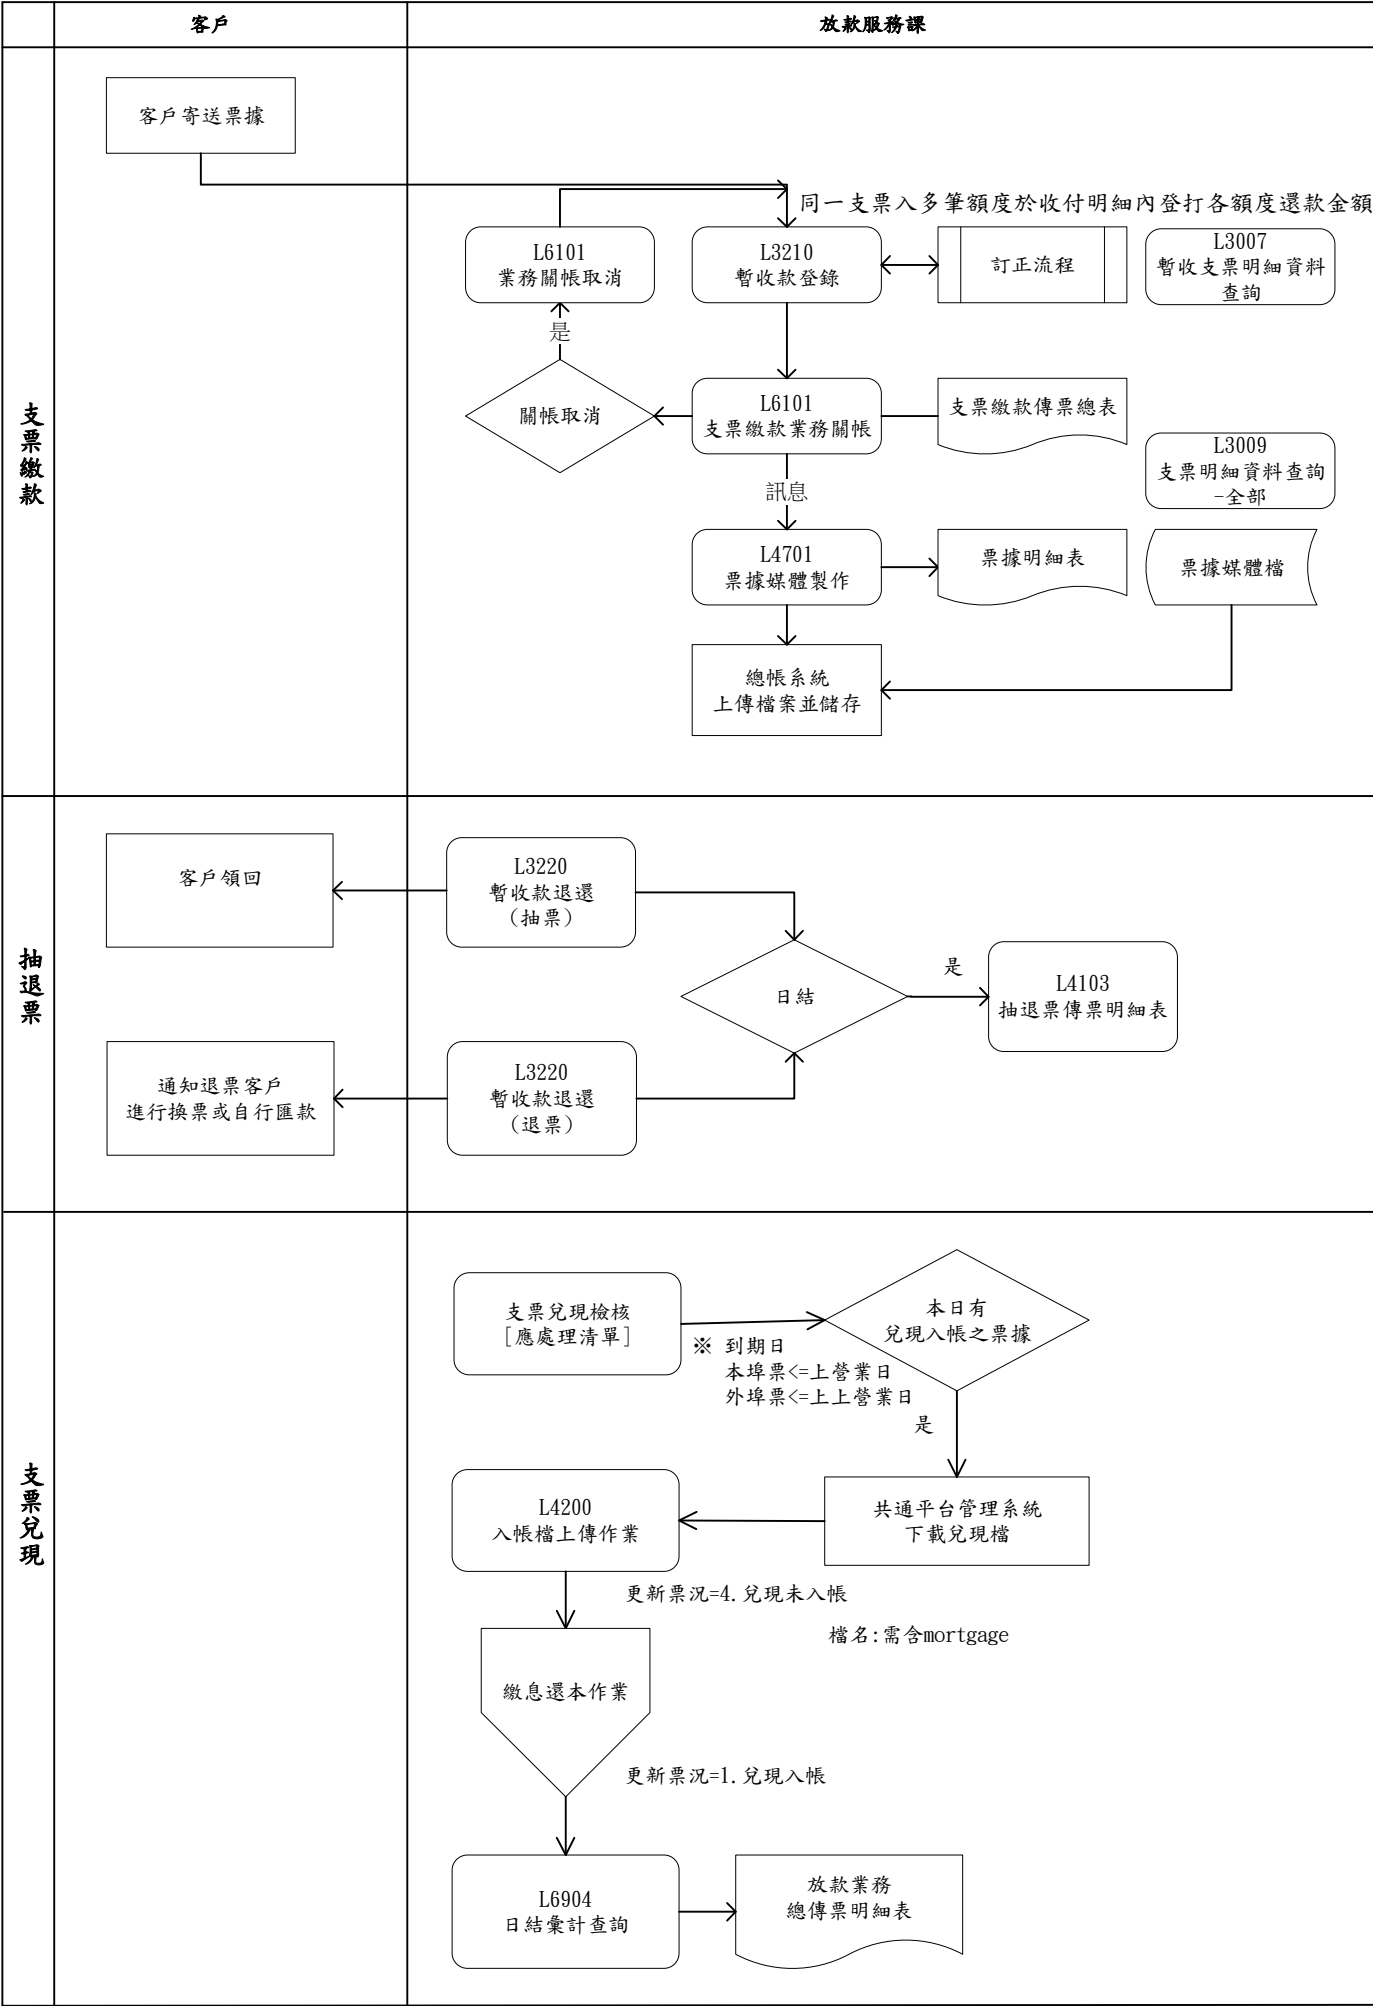 客戶
放款服務課
支票繳款
客戶寄送票據
同一支票入多筆額度於收付明細內登打各額度還款金額
L6101
業務關帳取消
L3210
暫收款登錄
訂正流程
L3007
暫收支票明細資料
查詢
是
關帳取消
L6101
支票繳款業務關帳
支票繳款傳票總表
L3009
支票明細資料查詢
-全部
訊息
L4701
票據媒體製作
票據明細表
票據媒體檔
總帳系統
上傳檔案並儲存
抽退票
客戶領回
L3220
暫收款退還
(抽票)
日結
是
L4103
抽退票傳票明細表
通知退票客戶
進行換票或自行匯款
L3220
暫收款退還
(退票)
支票兌現
支票兌現檢核
[應處理清單]
本日有
兌現入帳之票據
※ 到期日
本埠票<=上營業日
外埠票<=上上營業日
是
L4200
入帳檔上傳作業
共通平台管理系統
下載兌現檔
更新票況=4.兌現未入帳
檔名:需含mortgage
繳息還本作業
更新票況=1.兌現入帳
L6904
日結彙計查詢
放款業務
總傳票明細表